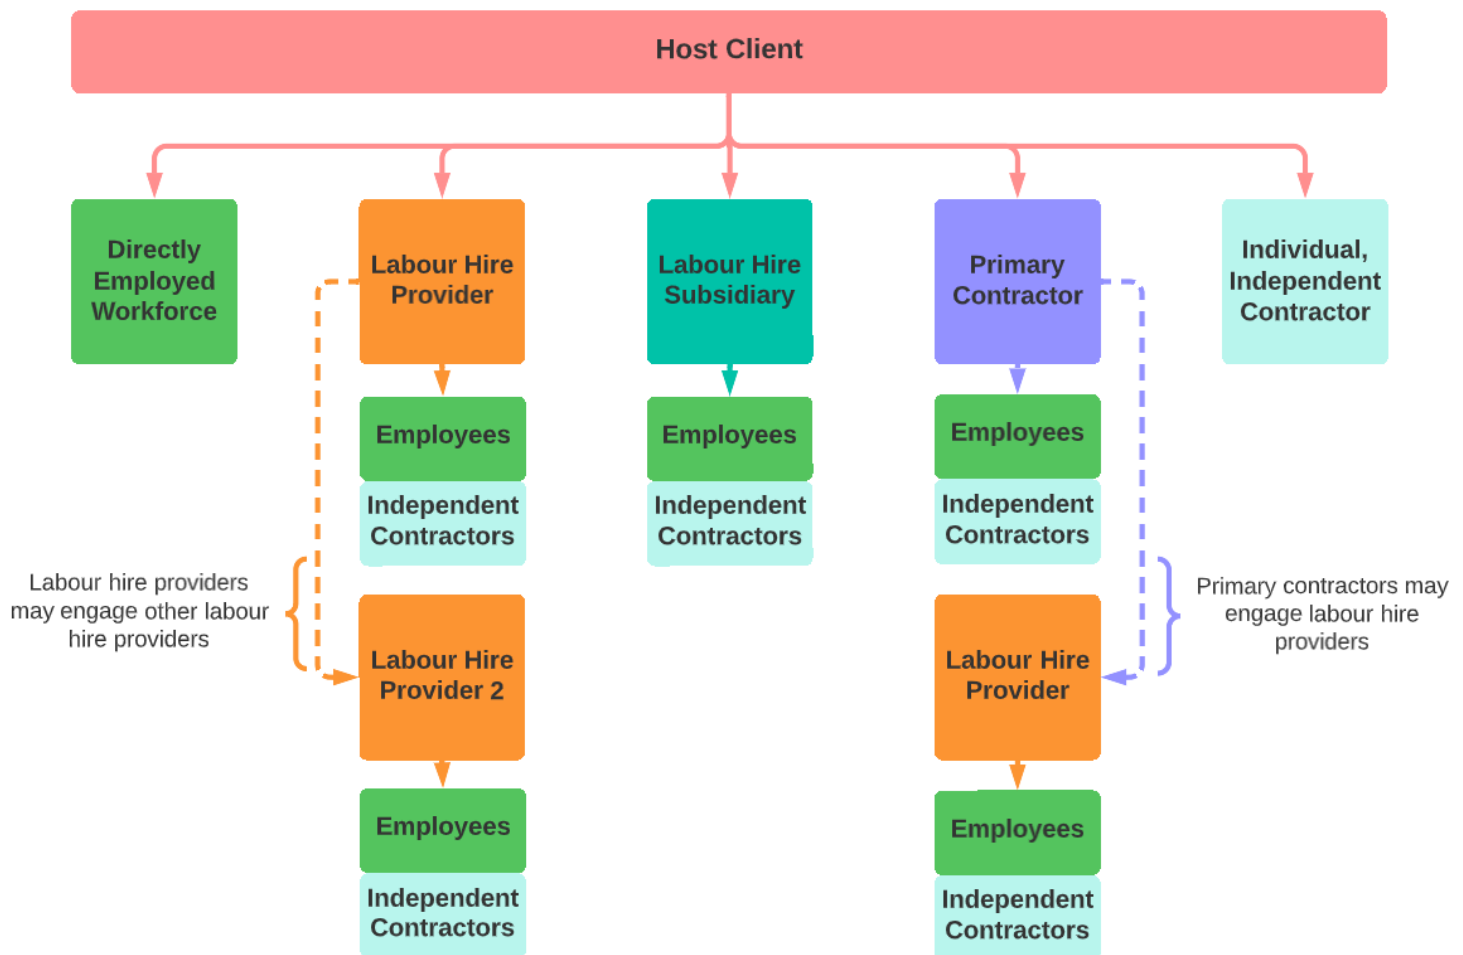 Host Client
Directly
Employed
Workforce
Labour Hire
Provider
Labour Hire
Subsidiary
Primary
Contractor
Individual,
Independent
Contractor
Employees
Independent
Contractors
Employees
Independent
Contractors
Employees
Independent
Contractors
Labour hire providers
may engage other labour
hire providers
Labour Hire
Provider 2
Labour Hire
Provider
Primary contractors may
engage labour hire
providers
Employees
Independent
Contractors
Employees
Independent
Contractors